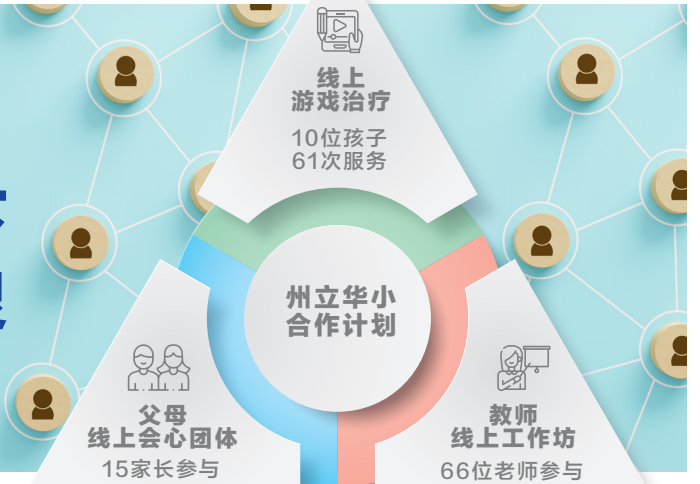 线上
游戏治疗
10位孩子
61次服务
州立华小
合作计划
父母
线上会心团体
15家长参与
教师
线上工作坊
66位老师参与